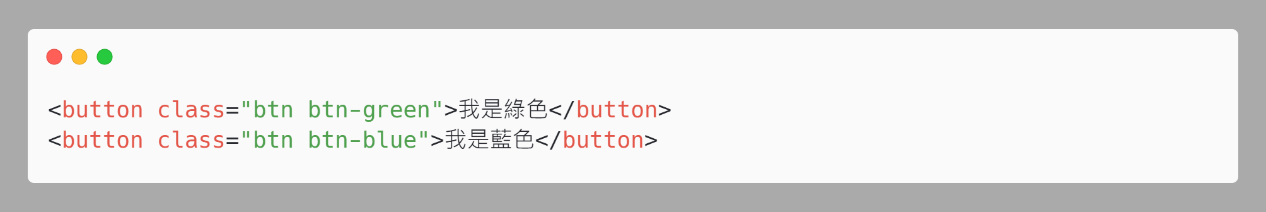 <button class="btn btn-green">我是綠色</button>
<button class="btn btn-blue">我是藍色</button>